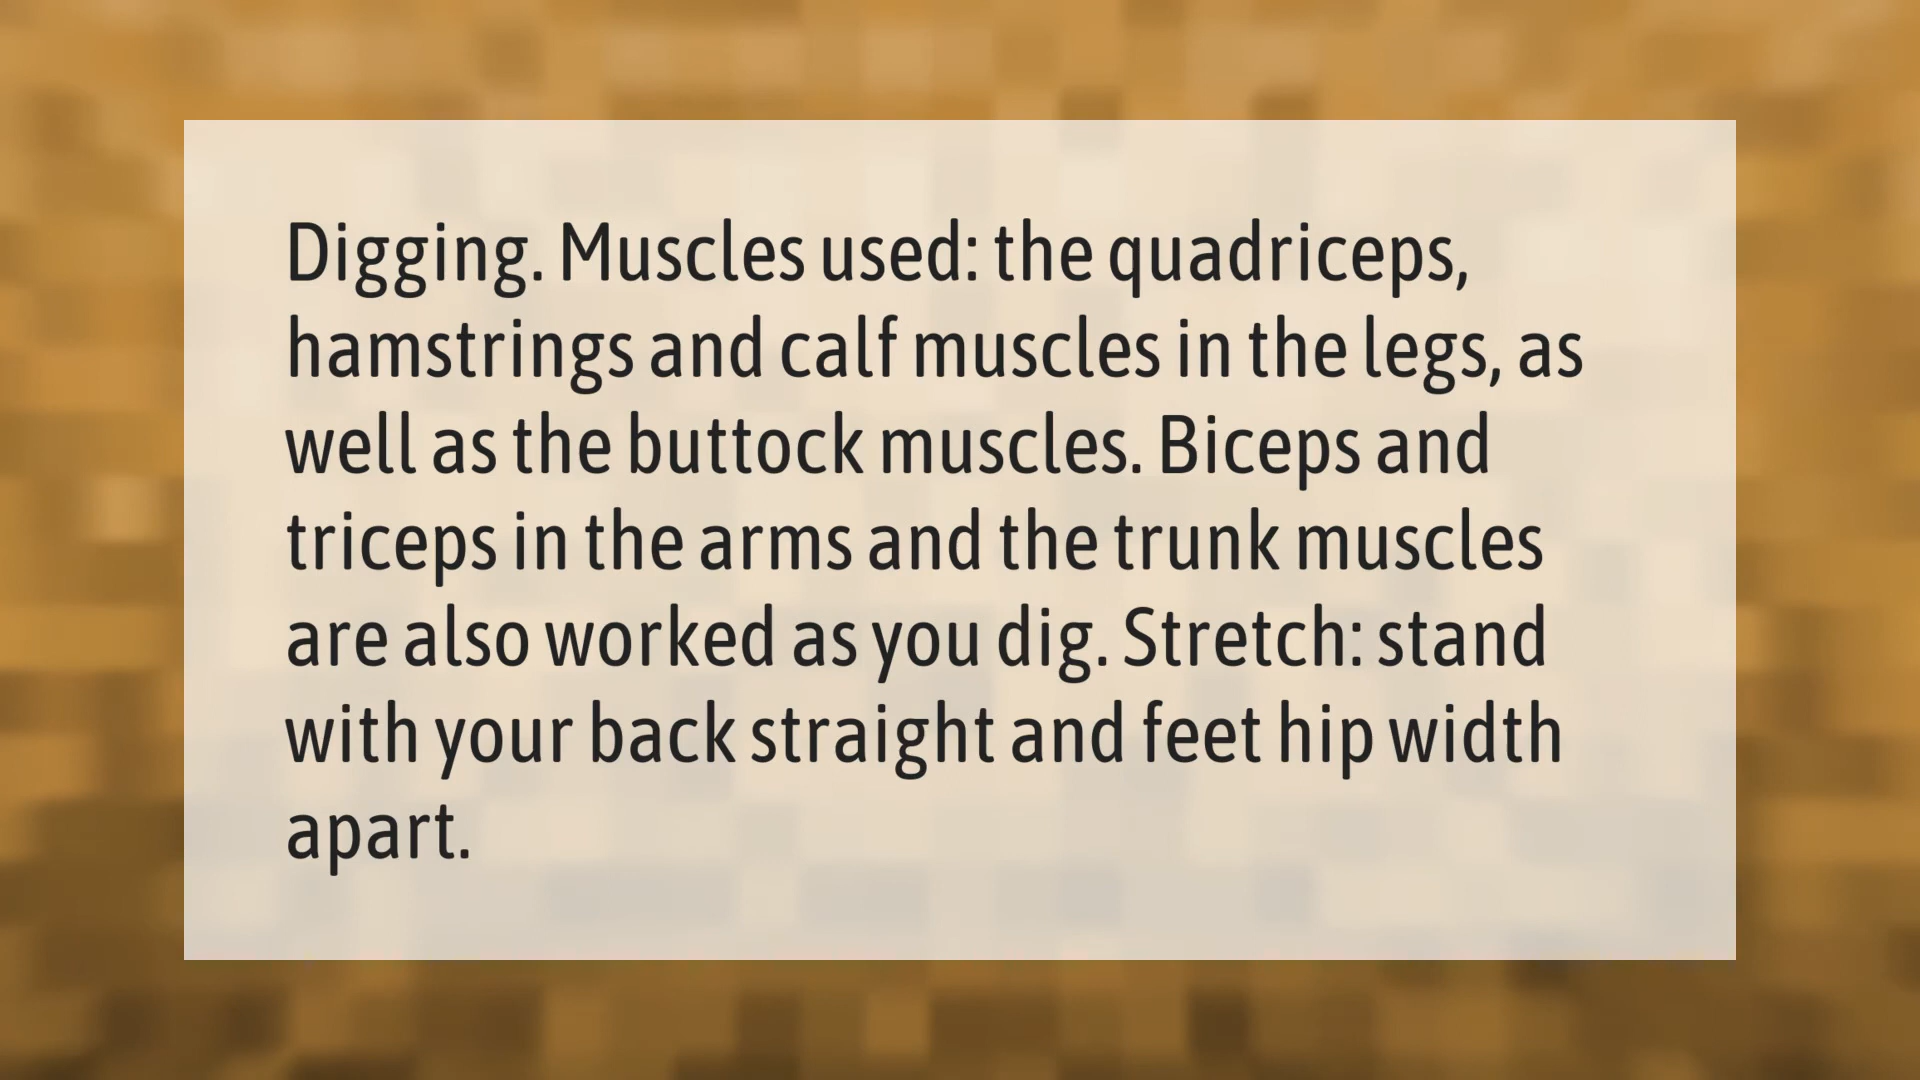 Digging. Muscles used: the quadriceps,
hamstrings and calf muscles in the legs, as
well as the buttock muscles. Biceps and
triceps in the arms and the trunk muscles
are also worked as you dig. Stretch: stand
with your back straight and feet hip width
apart.